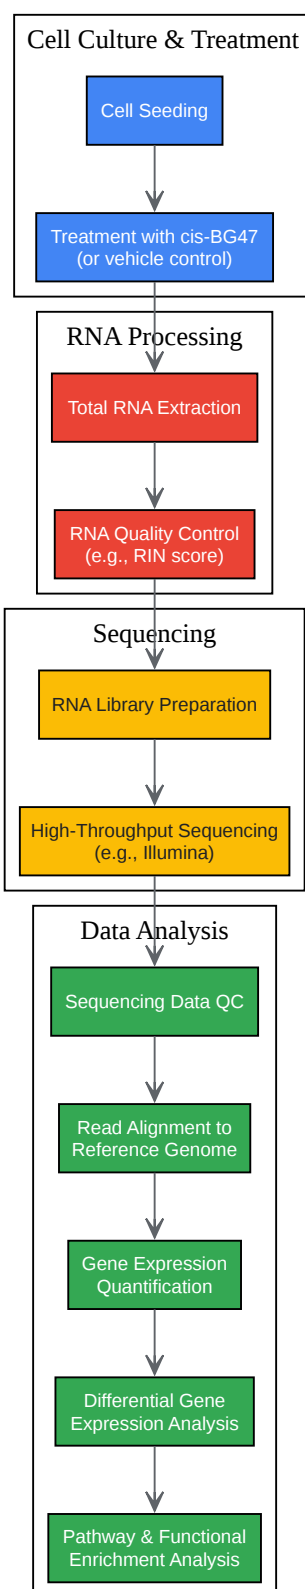 Cell Culture & Treatment
Cell Seeding
Treatment with cis-BG47
(or vehicle control)
RNA Processing
Total RNA Extraction
RNA Quality Control
(e.g., RIN score)
Sequencing
RNA Library Preparation
High-Throughput Sequencing
(e.g., Illumina)
Data Analysis
Sequencing Data QC
Read Alignment to
Reference Genome
Gene Expression
Quantification
Differential Gene
Expression Analysis
Pathway & Functional
Enrichment Analysis